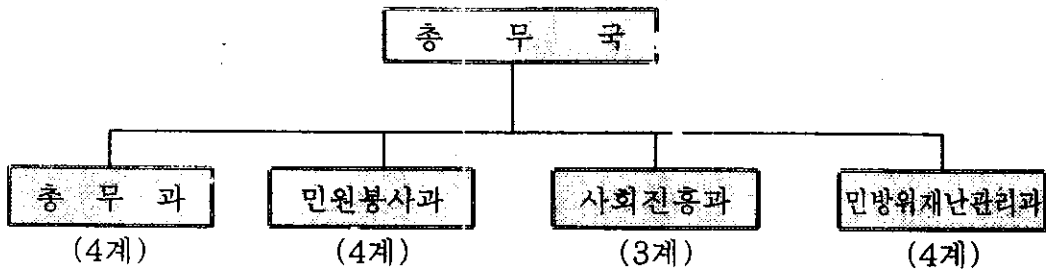 총 무 국
총 무 과 민원봉사과 사회진흥과 민방위재난관리과
(4계) (4계) (3계) (4계)